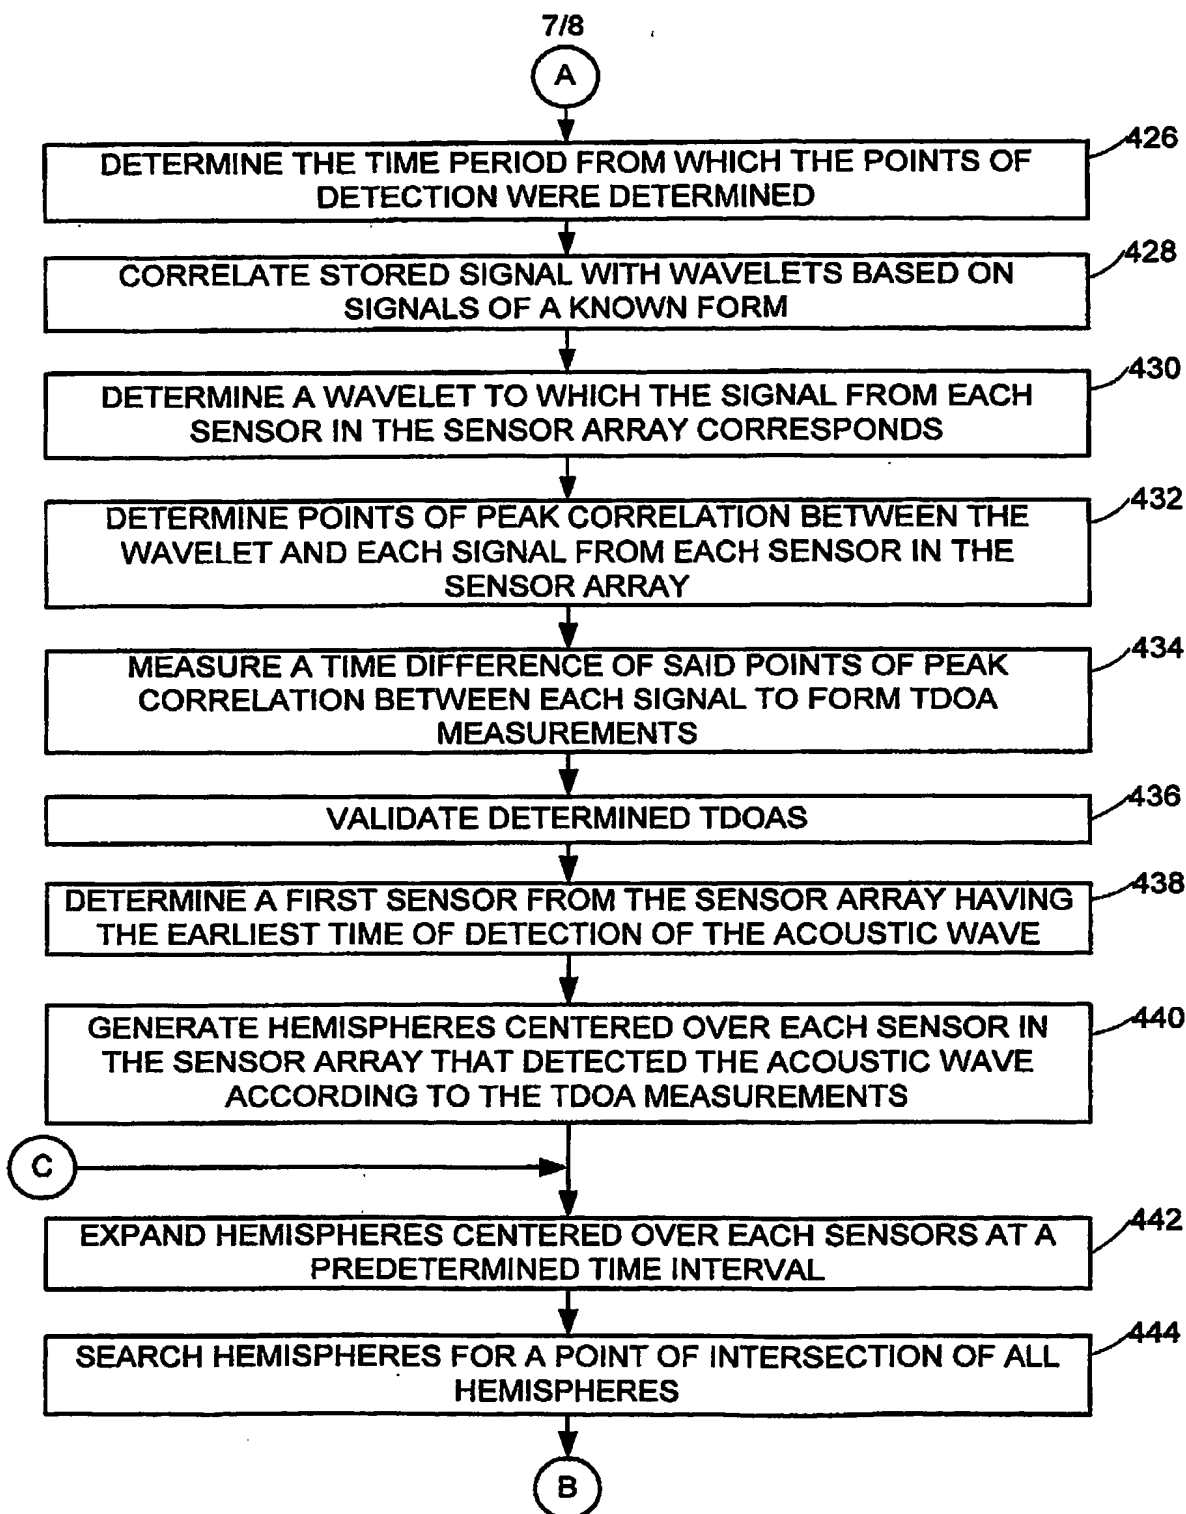 7/8
A
DETERMINE THE TIME PERIOD FROM WHICH THE POINTS OF
DETECTION WERE DETERMINED
426
CORRELATE STORED SIGNAL WITH WAVELETS BASED ON
SIGNALS OF A KNOWN FORM
428
DETERMINE A WAVELET TO WHICH THE SIGNAL FROM EACH
SENSOR IN THE SENSOR ARRAY CORRESPONDS
430
DETERMINE POINTS OF PEAK CORRELATION BETWEEN THE
WAVELET AND EACH SIGNAL FROM EACH SENSOR IN THE
SENSOR ARRAY
432
MEASURE A TIME DIFFERENCE OF SAID POINTS OF PEAK
CORRELATION BETWEEN EACH SIGNAL TO FORM TDOA
MEASUREMENTS
434
VALIDATE DETERMINED TDOAS
436
DETERMINE A FIRST SENSOR FROM THE SENSOR ARRAY HAVING
THE EARLIEST TIME OF DETECTION OF THE ACOUSTIC WAVE
438
GENERATE HEMISPHERES CENTERED OVER EACH SENSOR IN
THE SENSOR ARRAY THAT DETECTED THE ACOUSTIC WAVE
ACCORDING TO THE TDOA MEASUREMENTS
440
C
EXPAND HEMISPHERES CENTERED OVER EACH SENSORS AT A
PREDETERMINED TIME INTERVAL
442
SEARCH HEMISPHERES FOR A POINT OF INTERSECTION OF ALL
HEMISPHERES
444
B